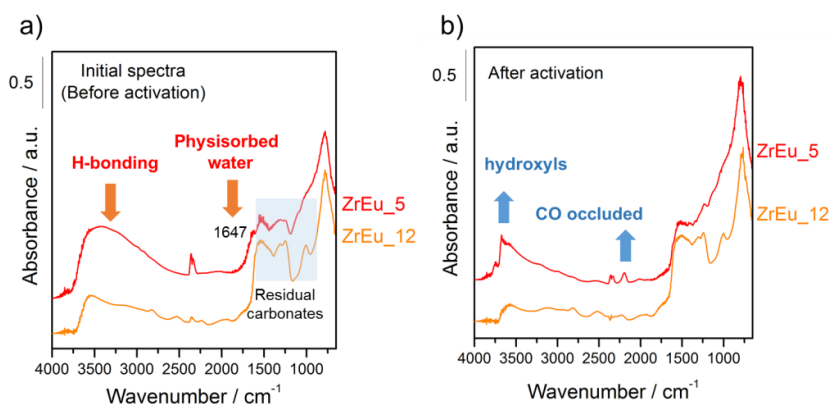 a)
0.5
Initial spectra
(Before activation)
H-bonding
Physisorbed
water
1647
ZrEu_5
ZrEu_12
Residual
carbonates
Absorbance / a.u.
4000 3500 3000 2500 2000 1500 1000
Wavenumber / cm-1
b)
0.5
After activation
hydroxyls
CO occluded
ZrEu_5
ZrEu_12
Absorbance / a.u.
4000 3500 3000 2500 2000 1500 1000
Wavenumber / cm-1